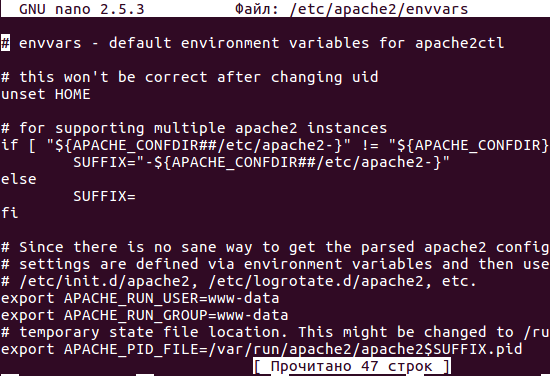 GNU nano 2.5.3 Файл: /etc/apache2/envvars
# envvars - default environment variables for apache2ctl
# this won't be correct after changing uid
unset HOME
# for supporting multiple apache2 instances
if [ "${APACHE_CONFDIR##/etc/apache2-}" != "${APACHE_CONFDIR}
SUFFIX="-${APACHE_CONFDIR##/etc/apache2-}"
else
SUFFIX=
fi
# Since there is no sane way to get the parsed apache2 config
# settings are defined via environment variables and then use
# /etc/init.d/apache2, /etc/logrotate.d/apache2, etc.
export APACHE_RUN_USER=www-data
export APACHE_RUN_GROUP=www-data
# temporary state file location. This might be changed to /ru
export APACHE_PID_FILE=/var/run/apache2/apache2$SUFFIX.pid
[ Прочитано 47 строк ]